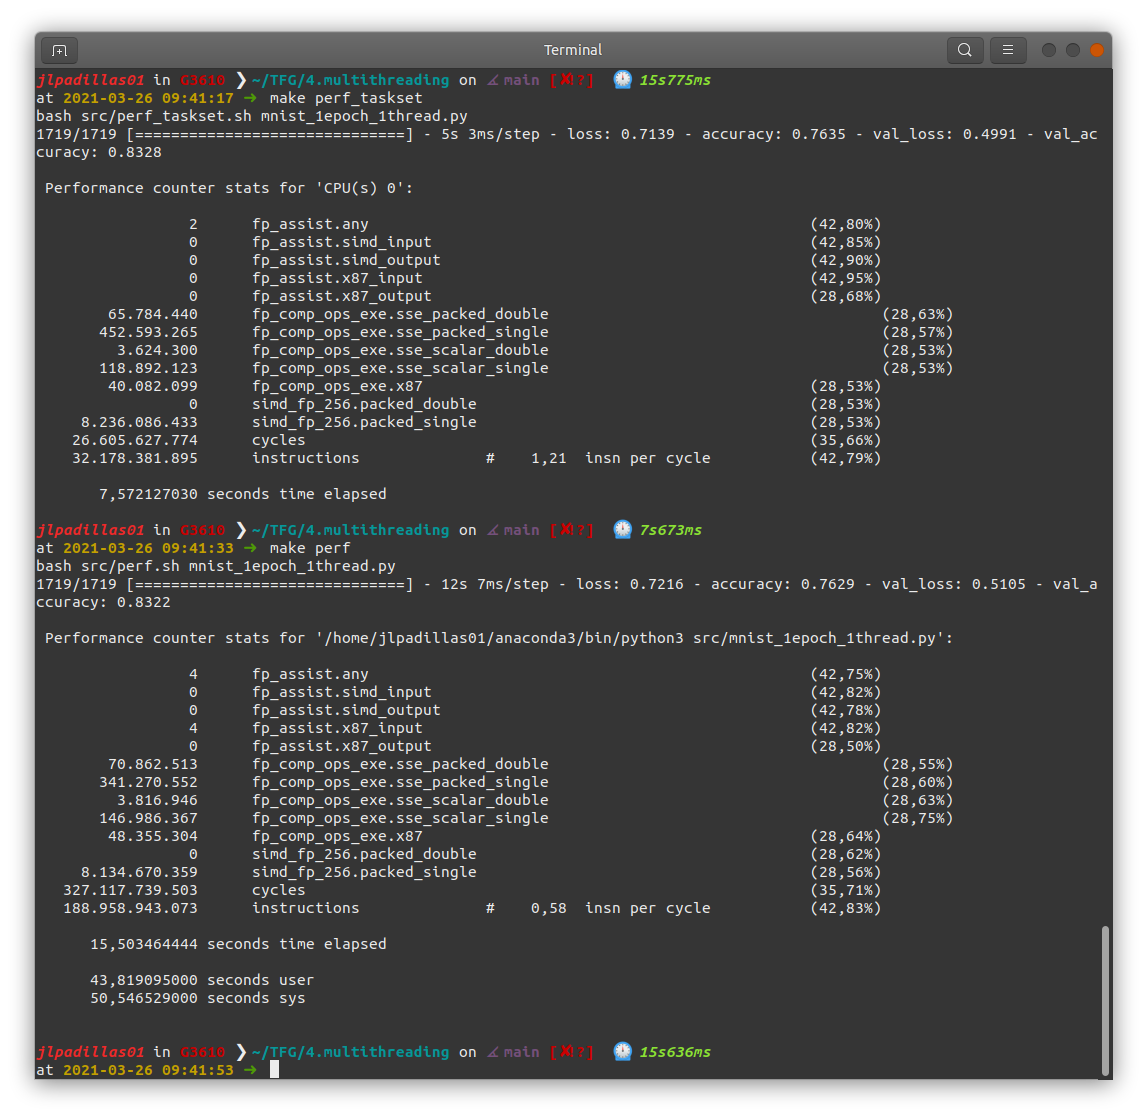 Terminal
jlpadillas01 in G3610 ❯~/TFG/4.multithreading on ∡ main [✘?] 15s775ms
at 2021-03-26 09:41:17 ➜ make perf_taskset
bash src/perf_taskset.sh mnist_1epoch_1thread.py
1719/1719 [==============================] - 5s 3ms/step - loss: 0.7139 - accuracy: 0.7635 - val_loss: 0.4991 - val_ac
curacy: 0.8328
Performance counter stats for 'CPU(s) 0':
2 fp_assist.any (42,80%)
0 fp_assist.simd_input (42,85%)
0 fp_assist.simd_output (42,90%)
0 fp_assist.x87_input (42,95%)
0 fp_assist.x87_output (28,68%)
65.784.440 fp_comp_ops_exe.sse_packed_double (28,63%)
452.593.265 fp_comp_ops_exe.sse_packed_single (28,57%)
3.624.300 fp_comp_ops_exe.sse_scalar_double (28,53%)
118.892.123 fp_comp_ops_exe.sse_scalar_single (28,53%)
40.082.099 fp_comp_ops_exe.x87 (28,53%)
0 simd_fp_256.packed_double (28,53%)
8.236.086.433 simd_fp_256.packed_single (28,53%)
26.605.627.774 cycles (35,66%)
32.178.381.895 instructions # 1,21 insn per cycle (42,79%)
7,572127030 seconds time elapsed
jlpadillas01 in G3610 ❯~/TFG/4.multithreading on ∡ main [✘?] 7s673ms
at 2021-03-26 09:41:33 ➜ make perf
bash src/perf.sh mnist_1epoch_1thread.py
1719/1719 [==============================] - 12s 7ms/step - loss: 0.7216 - accuracy: 0.7629 - val_loss: 0.5105 - val_a
ccuracy: 0.8322
Performance counter stats for '/home/jlpadillas01/anaconda3/bin/python3 src/mnist_1epoch_1thread.py':
4 fp_assist.any (42,75%)
0 fp_assist.simd_input (42,82%)
0 fp_assist.simd_output (42,78%)
4 fp_assist.x87_input (42,82%)
0 fp_assist.x87_output (28,50%)
70.862.513 fp_comp_ops_exe.sse_packed_double (28,55%)
341.270.552 fp_comp_ops_exe.sse_packed_single (28,60%)
3.816.946 fp_comp_ops_exe.sse_scalar_double (28,63%)
146.986.367 fp_comp_ops_exe.sse_scalar_single (28,75%)
48.355.304 fp_comp_ops_exe.x87 (28,64%)
0 simd_fp_256.packed_double (28,62%)
8.134.670.359 simd_fp_256.packed_single (28,56%)
327.117.739.503 cycles (35,71%)
188.958.943.073 instructions # 0,58 insn per cycle (42,83%)
15,503464444 seconds time elapsed
43,819095000 seconds user
50,546529000 seconds sys
jlpadillas01 in G3610 ❯~/TFG/4.multithreading on ∡ main [✘?] 15s636ms
at 2021-03-26 09:41:53 ➜